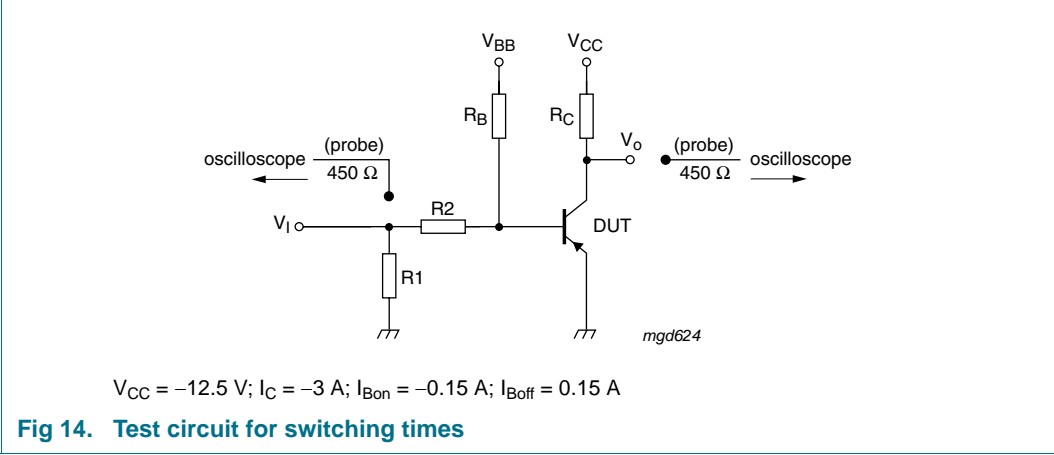 VBB VCC
RB RC
Vo
(probe) (probe)
oscilloscope oscilloscope
450 Ω 450 Ω
R2
VI DUT
R1
mgd624
VCC = −12.5 V; IC = −3 A; IBon = −0.15 A; IBoff = 0.15 A
Fig 14. Test circuit for switching times